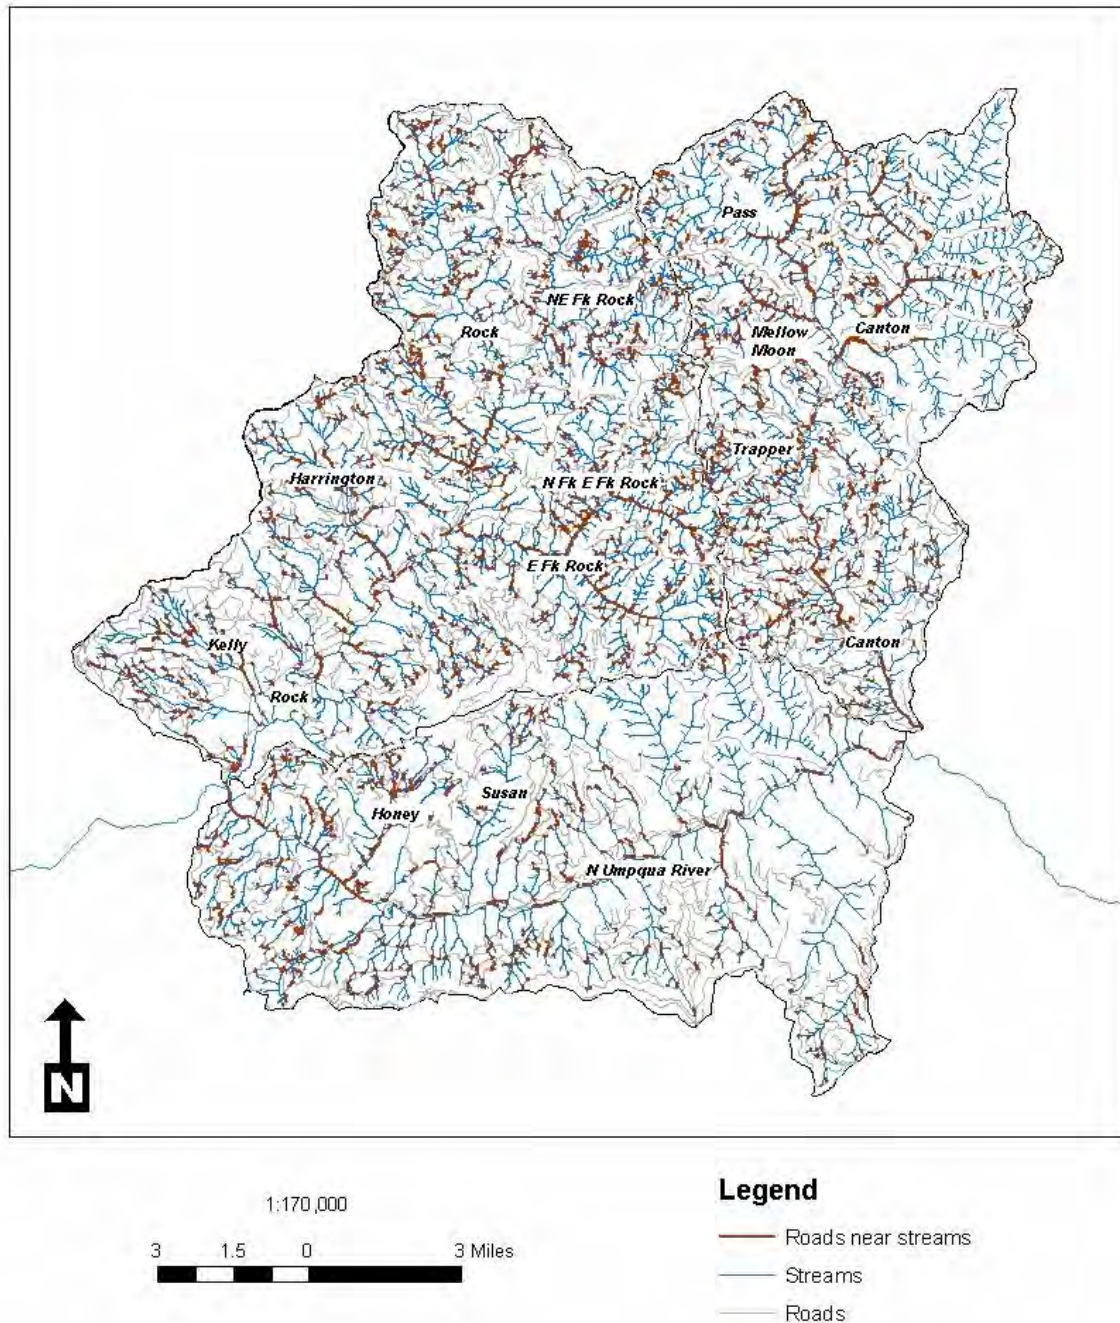 Pass
NE Fk Rock
Rock
Mellow
Moon
Canton
Trapper
Harrington
N Fk E Fk Rock
E Fk Rock
Kelly
Canton
Rock
Susan
Honey
N Umpqua River
N
1:170,000
3 1.5 0 3 Miles
Legend
Roads near streams
Streams
Roads